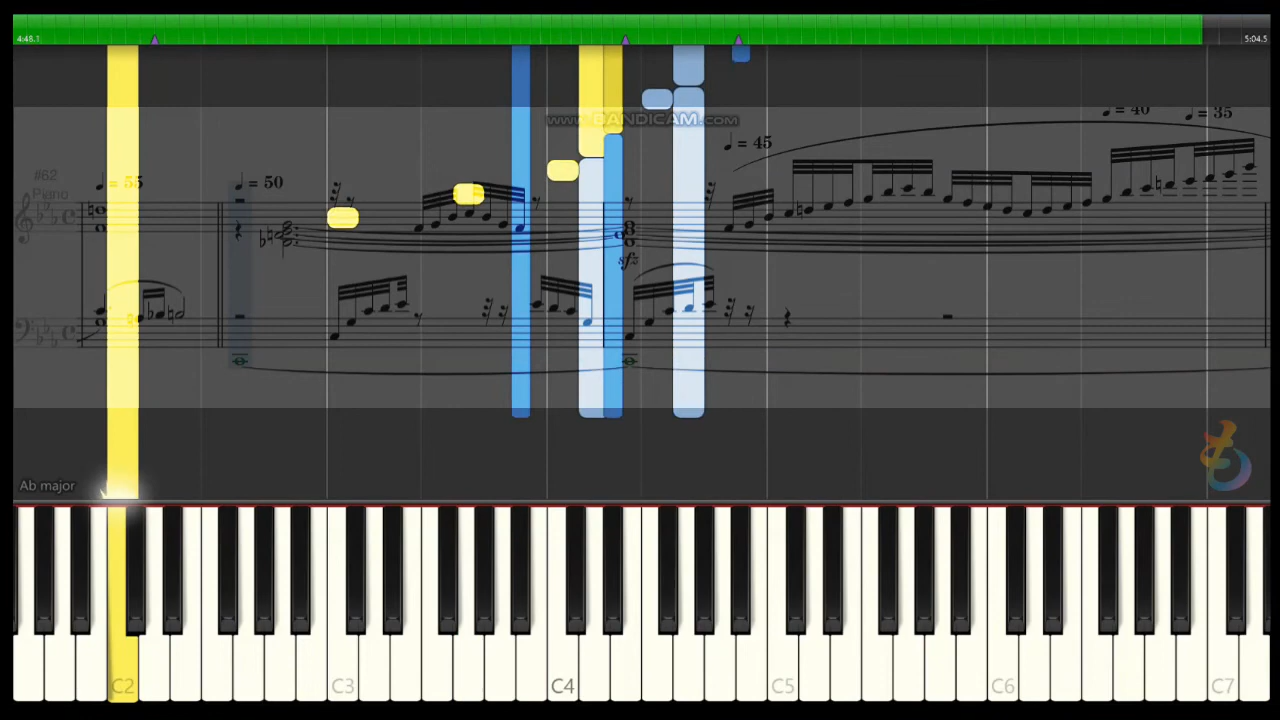 4:48.1
5:04.5
www.BANDICAM.com
= 40
= 35
= 45
#62
Piano
= 55
= 50
sfz
Ab major
C2
C3
C4
C5
C6
C7